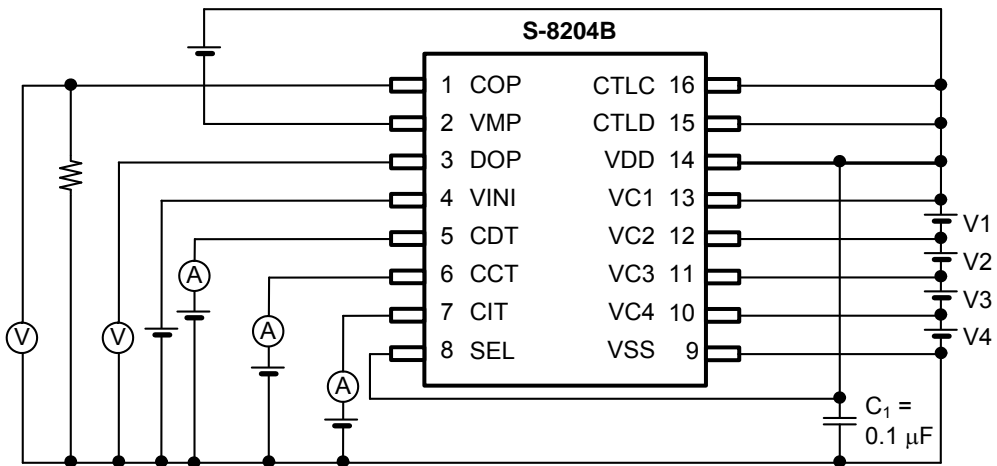 S-8204B
1 COP CTLC 16
2 VMP CTLD 15
3 DOP VDD 14
4 VINI VC1 13
5 CDT VC2 12
6 CCT VC3 11
7 CIT VC4 10
8 SEL VSS 9
V1
V2
V3
V4
A
A
A
V
V
C₁ =
0.1 μF